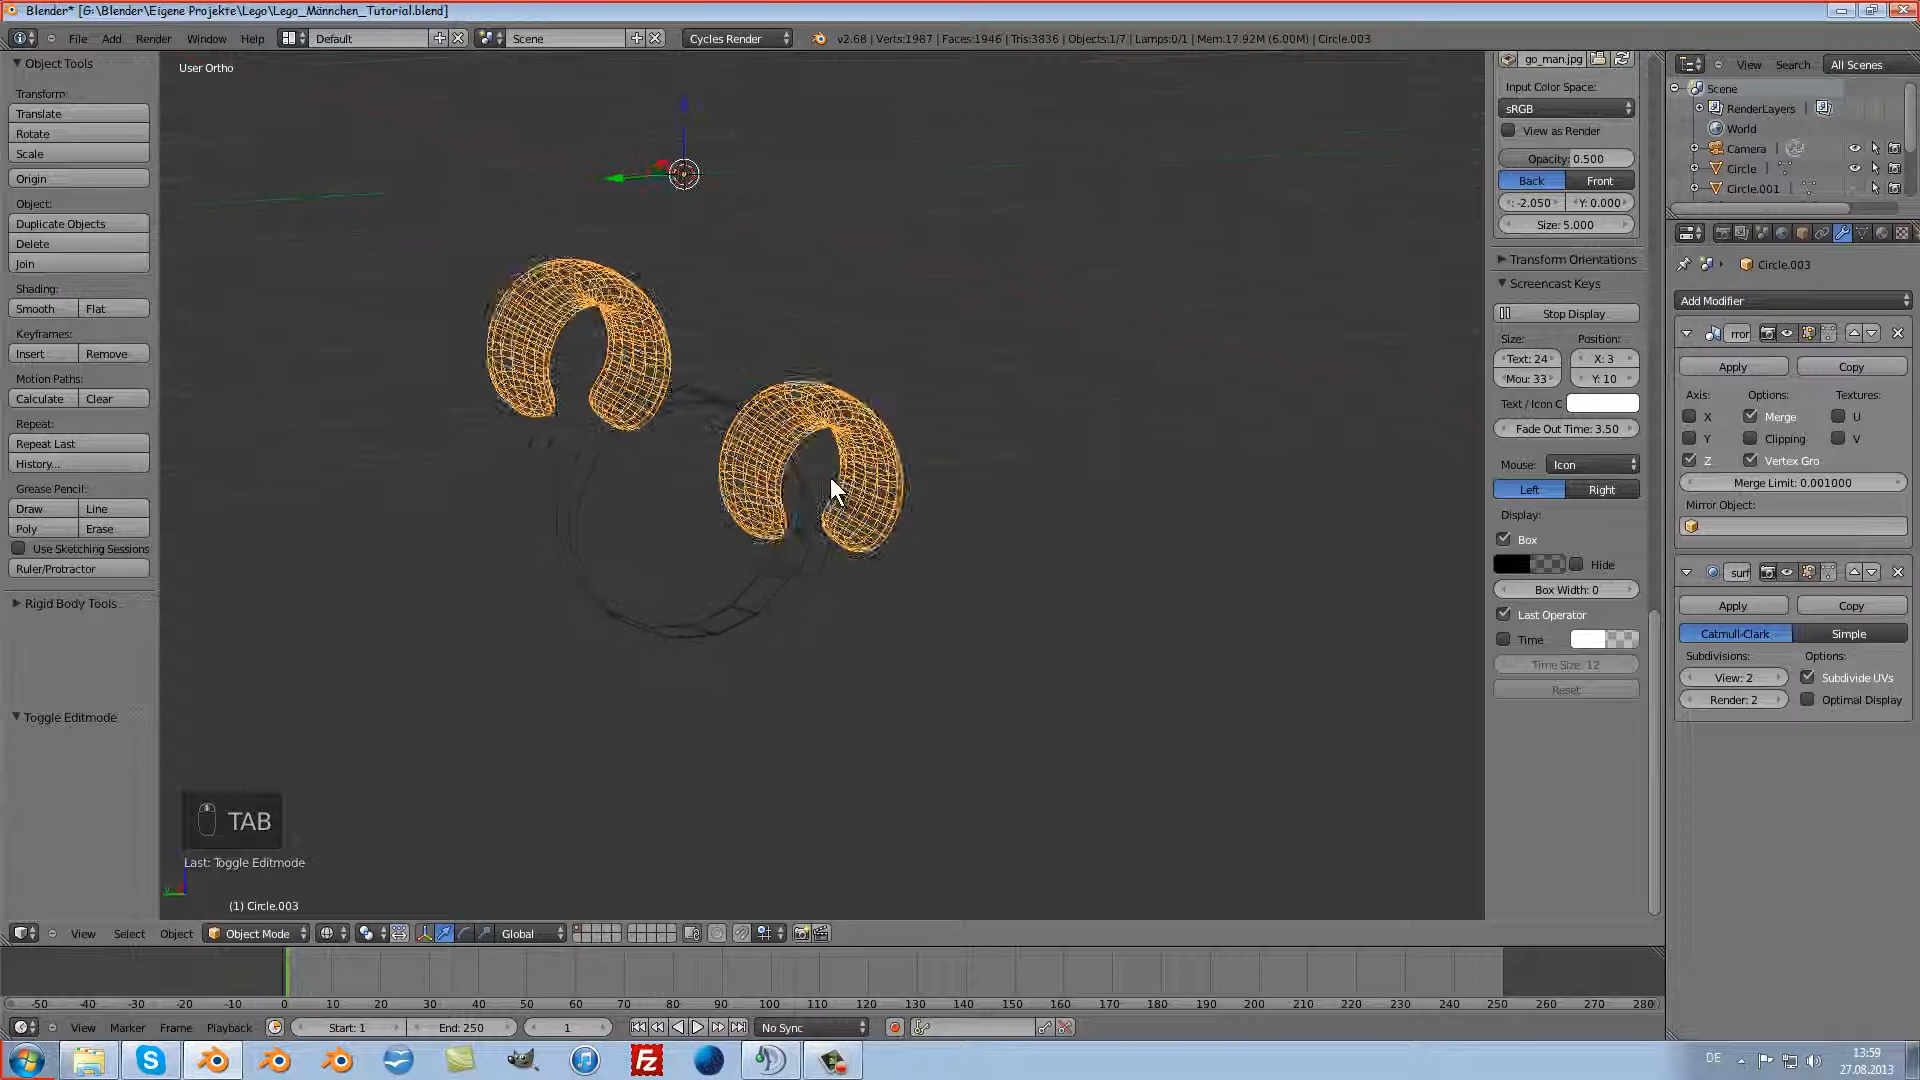 Blender* [G:\Blender\Eigene Projekte\Lego\Lego_Männchen_Tutorial.blend]
File Add Render Window Help Default Scene Cycles Render v2.68 | Verts:1987 | Faces:1946 | Tris:3836 | Objects:1/7 | Lamps:0/1 | Mem:17.92M (6.00M) | Circle.003
Object Tools
Transform:
Translate
Rotate
Scale
Origin
Object:
Duplicate Objects
Delete
Join
Shading:
Smooth Flat
Keyframes:
Insert Remove
Motion Paths:
Calculate Clear
Repeat:
Repeat Last
History...
Grease Pencil:
Draw Line
Poly Erase
Use Sketching Sessions
Ruler/Protractor
Rigid Body Tools
Toggle Editmode
User Ortho
TAB
Last: Toggle Editmode
(1) Circle.003
go_man.jpg
Input Color Space:
sRGB
View as Render
Opacity: 0.500
Back Front
: -2.050 Y: 0.000
Size: 5.000
Transform Orientations
Screencast Keys
Stop Display
Size: Position:
Text: 24 X: 3
Mou: 33 Y: 10
Text / Icon C
Fade Out Time: 3.50
Mouse: Icon
Left Right
Display:
Box
Hide
Box Width: 0
Last Operator
Time
Time Size: 12
Reset
View Search All Scenes
Scene
RenderLayers
World
Camera
Circle
Circle.001
Circle.003
Add Modifier
rror
Apply Copy
Axis: Options: Textures:
X Merge U
Y Clipping V
Z Vertex Gro
Merge Limit: 0.001000
Mirror Object:
surf
Apply Copy
Catmull-Clark Simple
Subdivisions: Options:
View: 2 Subdivide UVs
Render: 2 Optimal Display
View Select Object Object Mode Global
-50 -40 -30 -20 -10 0 10 20 30 40 50 60 70 80 90 100 110 120 130 140 150 160 170 180 190 200 210 220 230 240 250 260 270 280
View Marker Frame Playback Start: 1 End: 250 1 No Sync
DE 13:59
27.08.2013